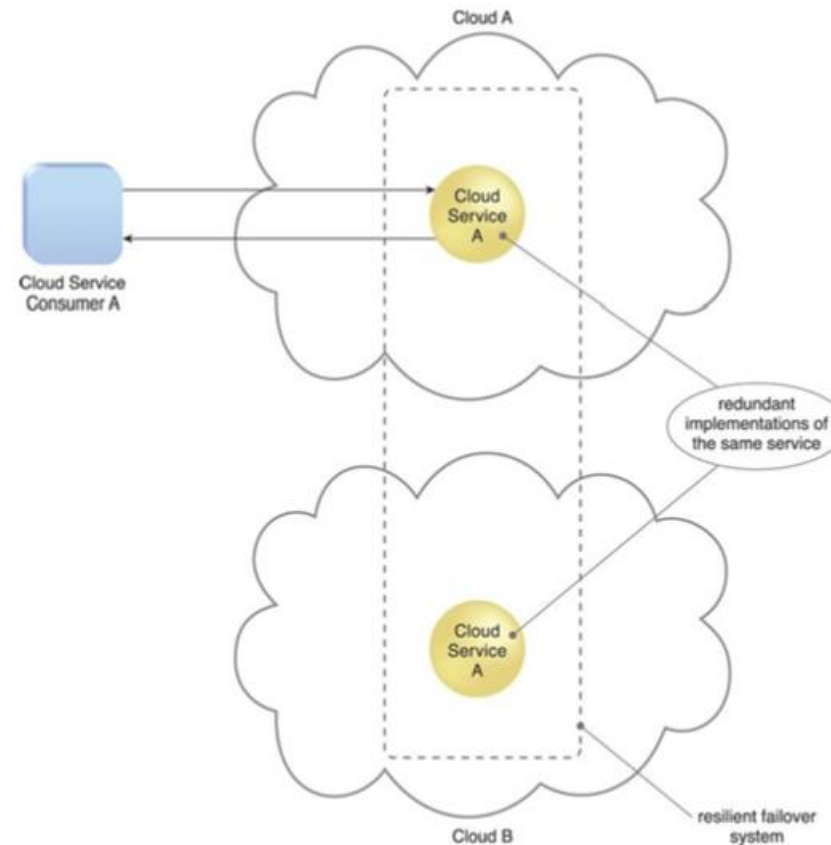 Cloud A
Cloud
Service
A
Cloud Service
Consumer A
redundant
implementations of
the same service
Cloud
Service
A
resilient failover
system
Cloud B